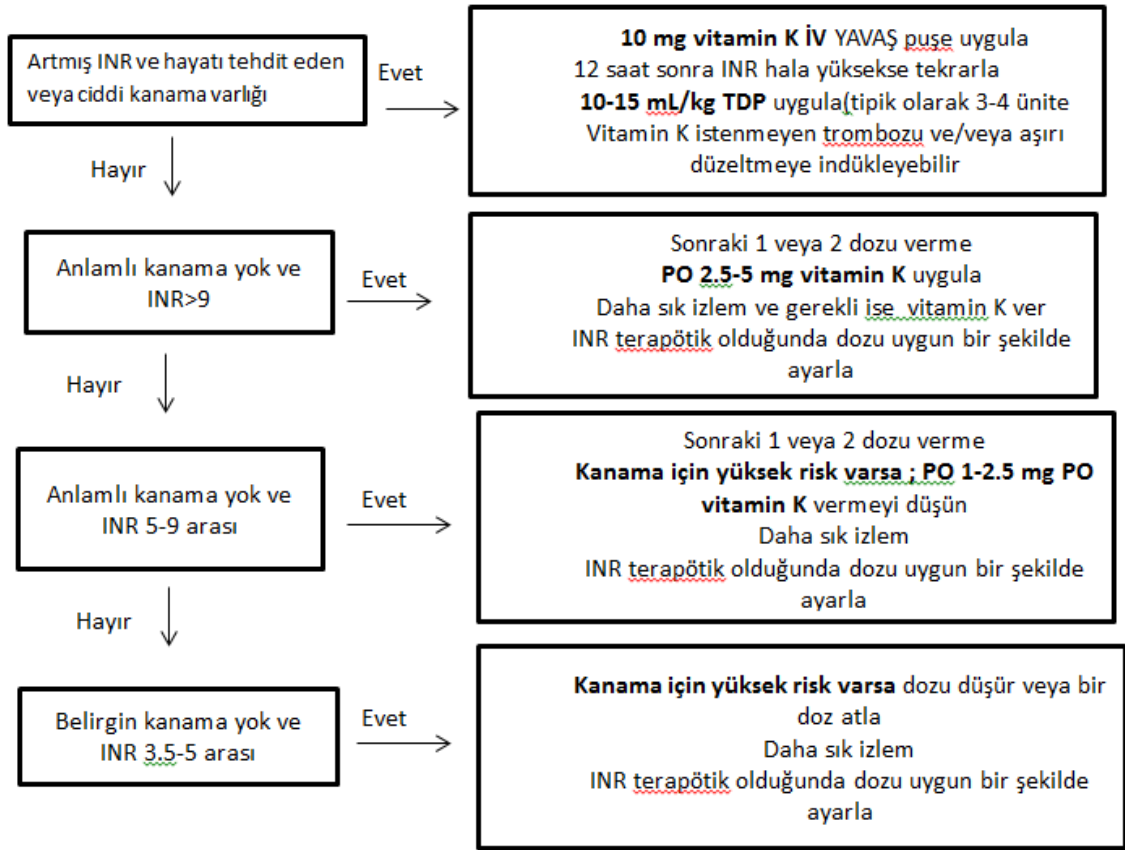 Artmış INR ve hayatı tehdit eden
veya ciddi kanama varlığı
Evet
10 mg vitamin K İV YAVAŞ puşe uygula
12 saat sonra INR hala yüksekse tekrarla
10-15 mL/kg TDP uygula(tipik olarak 3-4 ünite
Vitamin K istenmeyen trombozu ve/veya aşırı
düzeltmeye indükleyebilir
Hayır
Anlamlı kanama yok ve
INR>9
Evet
Sonraki 1 veya 2 dozu verme
PO 2.5-5 mg vitamin K uygula
Daha sık izlem ve gerekli ise vitamin K ver
INR terapötik olduğunda dozu uygun bir şekilde
ayarla
Hayır
Anlamlı kanama yok ve
INR 5-9 arası
Evet
Sonraki 1 veya 2 dozu verme
Kanama için yüksek risk varsa ; PO 1-2.5 mg PO
vitamin K vermeyi düşün
Daha sık izlem
INR terapötik olduğunda dozu uygun bir şekilde
ayarla
Hayır
Belirgin kanama yok ve
INR 3.5-5 arası
Evet
Kanama için yüksek risk varsa dozu düşür veya bir
doz atla
Daha sık izlem
INR terapötik olduğunda dozu uygun bir şekilde
ayarla